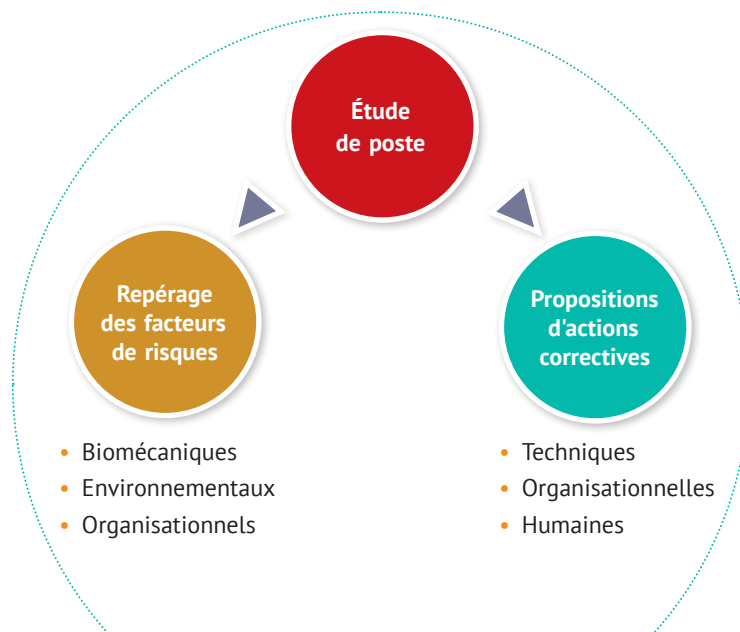 Étude
de poste
Repérage
des facteurs
de risques
Propositions
d'actions
correctives
• Biomécaniques
• Environnementaux
• Organisationnels
• Techniques
• Organisationnelles
• Humaines